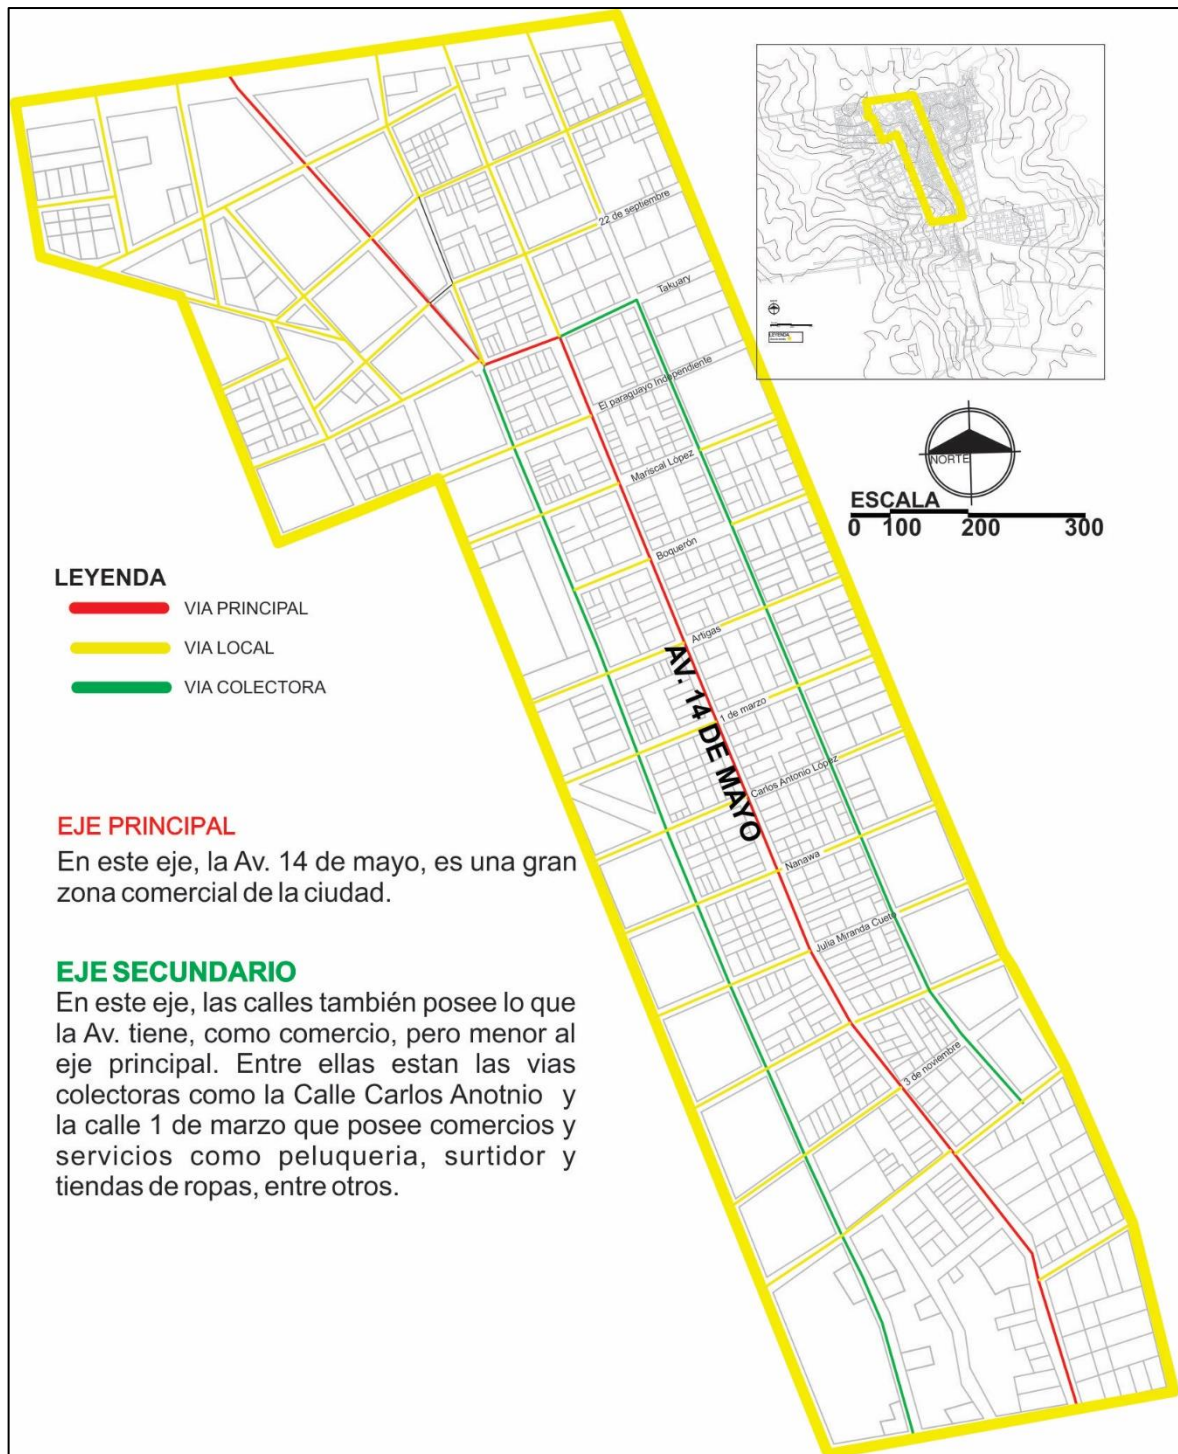 22 de septiembre
Takuary
El paraguayo Independiente
Mariscal López
Boquerón
Artigas
AV. 14 DE MAYO
1 de marzo
Carlos Antonio López
Nanawa
Julia Miranda Cueto
3 de noviembre
LEYENDA
NORTE
ESCALA
0 100 200 300
LEYENDA
VIA PRINCIPAL
VIA LOCAL
VIA COLECTORA
EJE PRINCIPAL
En este eje, la Av. 14 de mayo, es una gran
zona comercial de la ciudad.
EJE SECUNDARIO
En este eje, las calles también posee lo que
la Av. tiene, como comercio, pero menor al
eje principal. Entre ellas estan las vias
colectoras como la Calle Carlos Anotnio y
la calle 1 de marzo que posee comercios y
servicios como peluqueria, surtidor y
tiendas de ropas, entre otros.